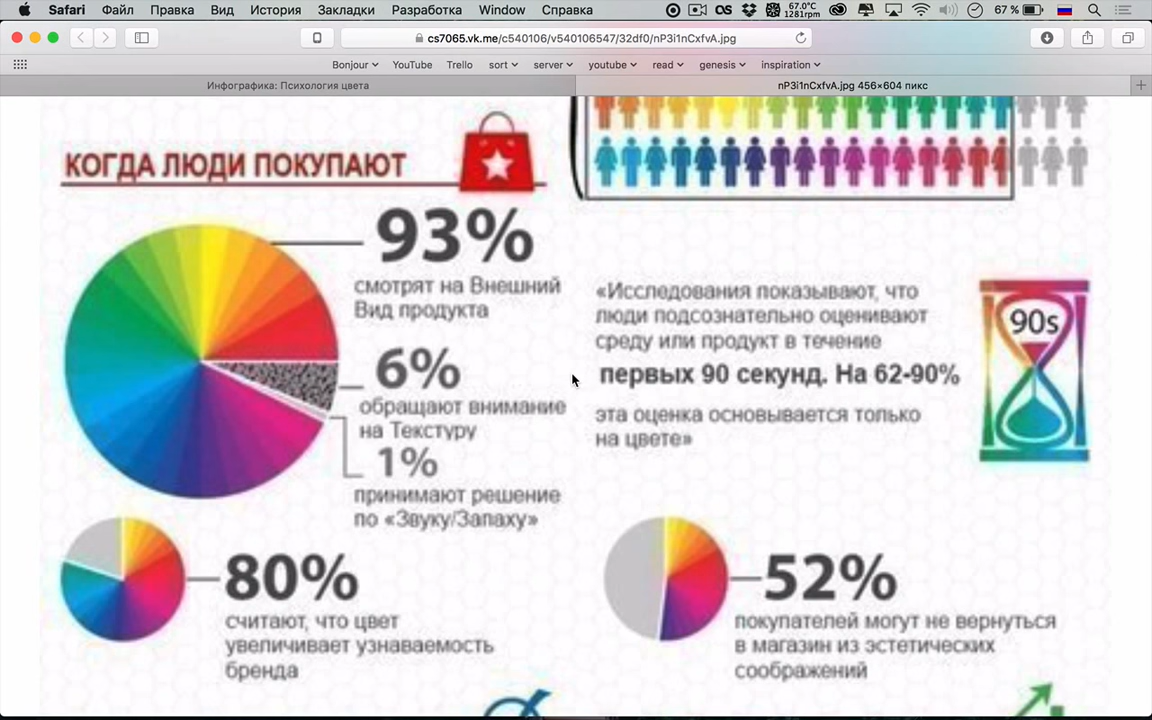 Safari Файл Правка Вид История Закладки Разработка Window Справка
67.0°C
1281rpm
67 %
cs7065.vk.me/c540106/v540106547/32df0/nP3i1nCxfvA.jpg
Bonjour YouTube Trello sort server youtube read genesis inspiration
Инфографика: Психология цвета
nP3i1nCxfvA.jpg 456×604 пикс
КОГДА ЛЮДИ ПОКУПАЮТ
93%
смотрят на Внешний
Вид продукта
6%
обращают внимание
на Текстуру
1%
принимают решение
по «Звуку/Запаху»
«Исследования показывают, что
люди подсознательно оценивают
среду или продукт в течение
первых 90 секунд. На 62-90%
эта оценка основывается только
на цвете»
90s
80%
считают, что цвет
увеличивает узнаваемость
бренда
52%
покупателей могут не вернуться
в магазин из эстетических
соображений